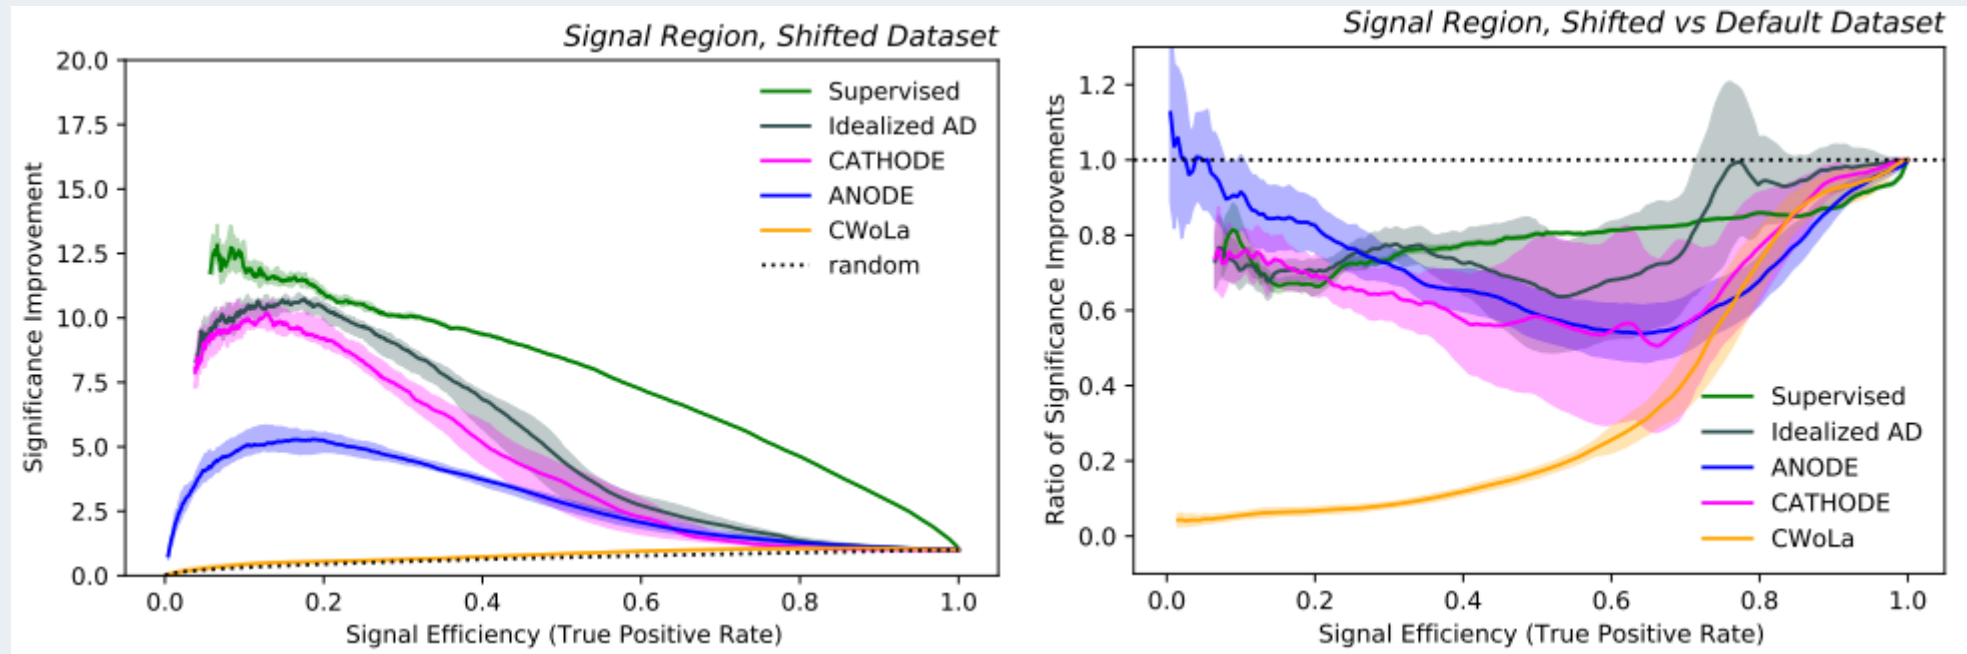 Signal Region, Shifted Dataset
20.0
17.5
15.0
12.5
10.0
7.5
5.0
2.5
0.0
Significance Improvement
Supervised
Idealized AD
CATHODE
ANODE
CWoLa
random
0.0 0.2 0.4 0.6 0.8 1.0
Signal Efficiency (True Positive Rate)
Signal Region, Shifted vs Default Dataset
1.2
1.0
0.8
0.6
0.4
0.2
0.0
Ratio of Significance Improvements
Supervised
Idealized AD
ANODE
CATHODE
CWoLa
0.0 0.2 0.4 0.6 0.8 1.0
Signal Efficiency (True Positive Rate)